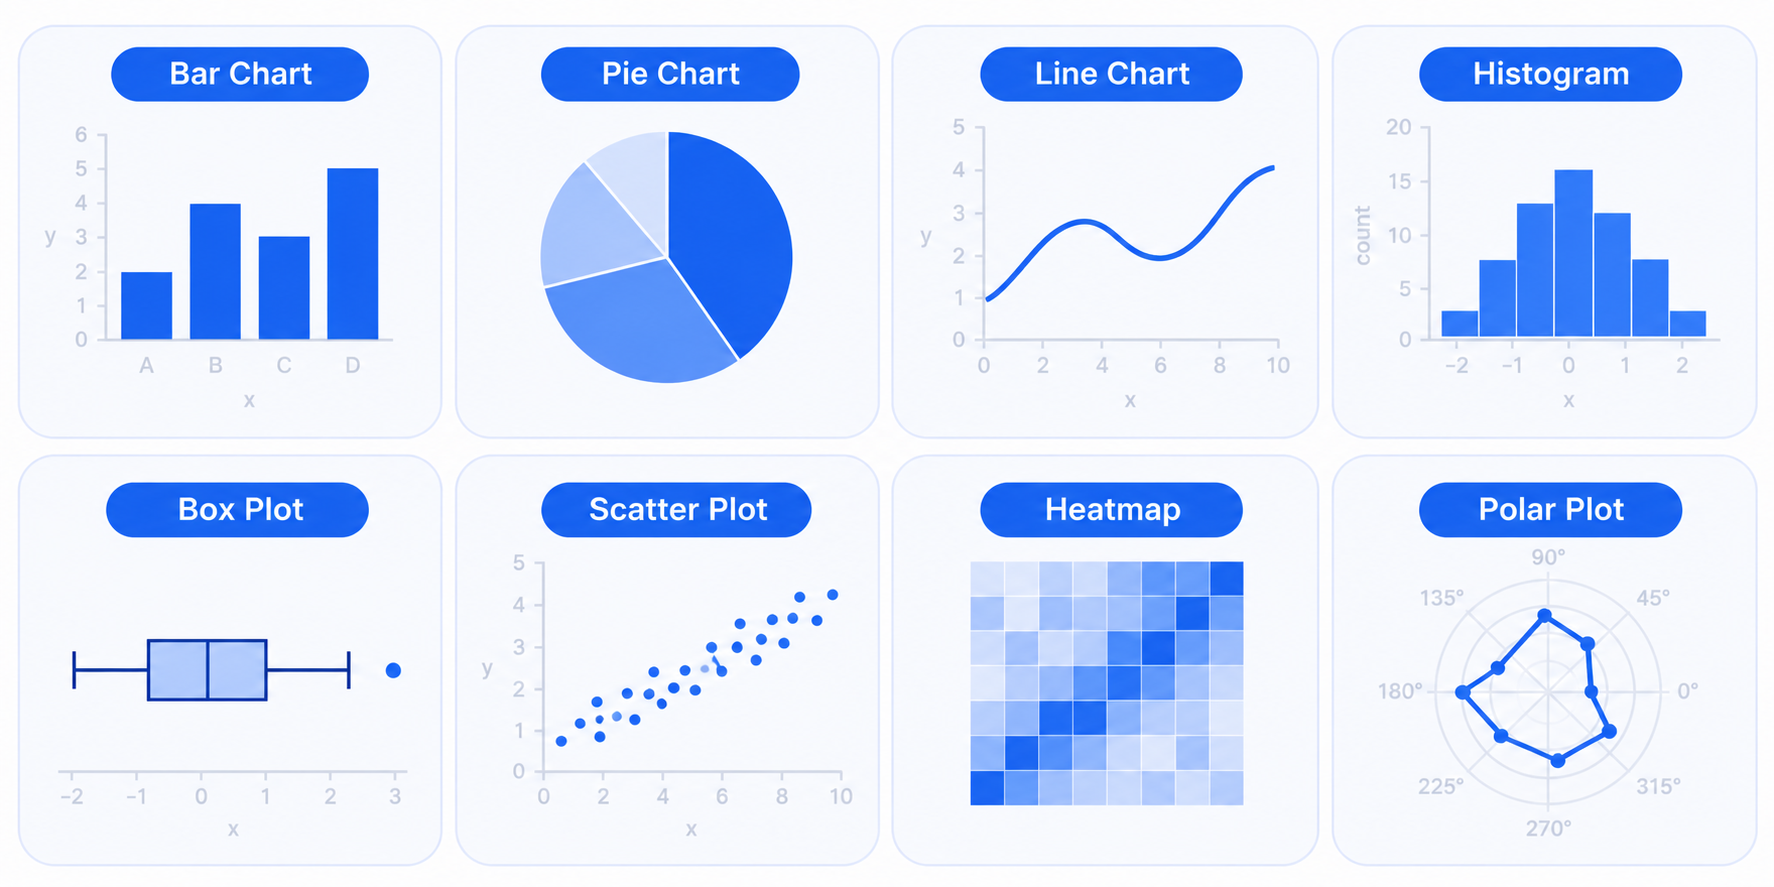 Bar Chart
6
5
4
3
2
1
0
y
A B C D
x
Pie Chart
Line Chart
5
4
3
2
1
0
y
0 2 4 6 8 10
x
Histogram
20
15
10
5
0
count
−2 −1 0 1 2
x
Box Plot
−2 −1 0 1 2 3
x
Scatter Plot
5
4
3
2
1
0
y
0 2 4 6 8 10
x
Heatmap
Polar Plot
90°
135° 45°
180° 0°
225° 315°
270°